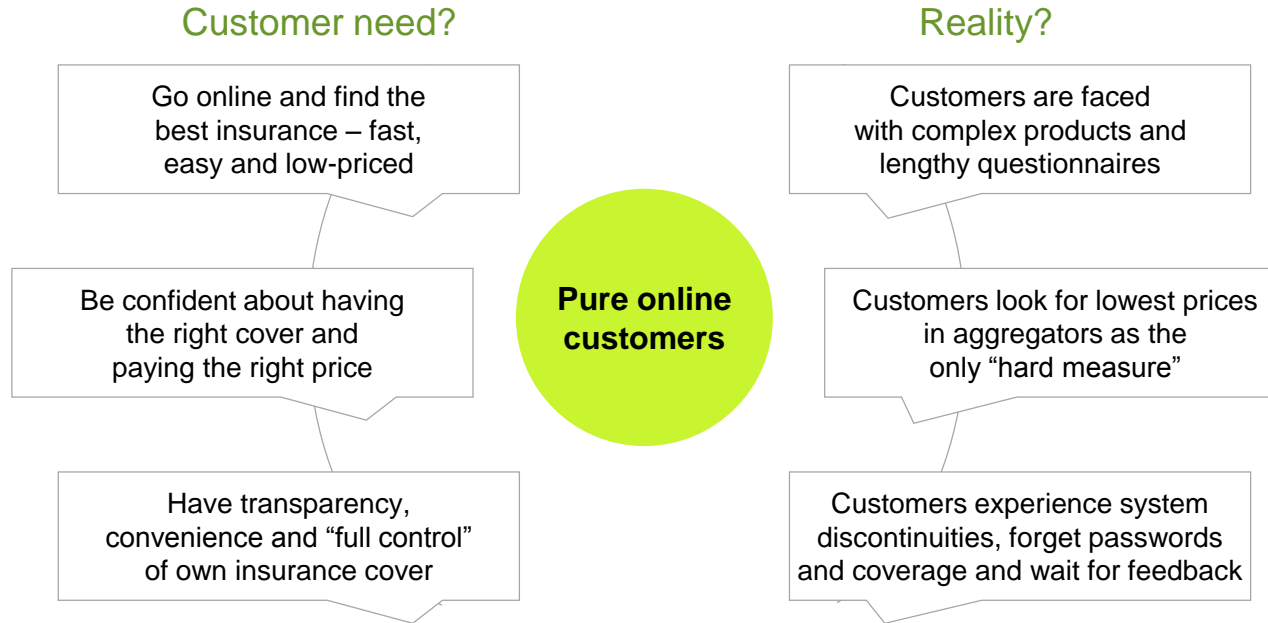 Customer need?
Go online and find the
best insurance – fast,
easy and low-priced
Be confident about having
the right cover and
paying the right price
Have transparency,
convenience and “full control”
of own insurance cover
Pure online
customers
Reality?
Customers are faced
with complex products and
lengthy questionnaires
Customers look for lowest prices
in aggregators as the
only “hard measure”
Customers experience system
discontinuities, forget passwords
and coverage and wait for feedback